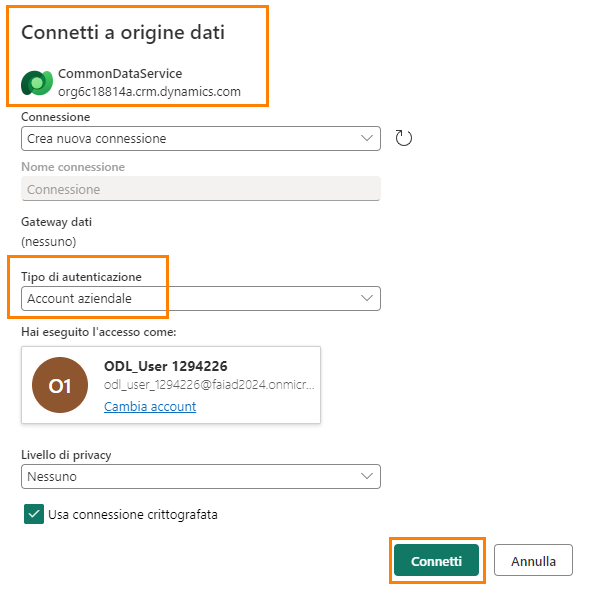 Connetti a origine dati
CommonDataService
org6c18814a.crm.dynamics.com
Connessione
Crea nuova connessione
Nome connessione
Connessione
Gateway dati
(nessuno)
Tipo di autenticazione
Account aziendale
Hai eseguito l'accesso come:
O1
ODL_User 1294226
odl_user_1294226@faiad2024.onmicr...
Cambia account
Livello di privacy
Nessuno
Usa connessione crittografata
Connetti
Annulla